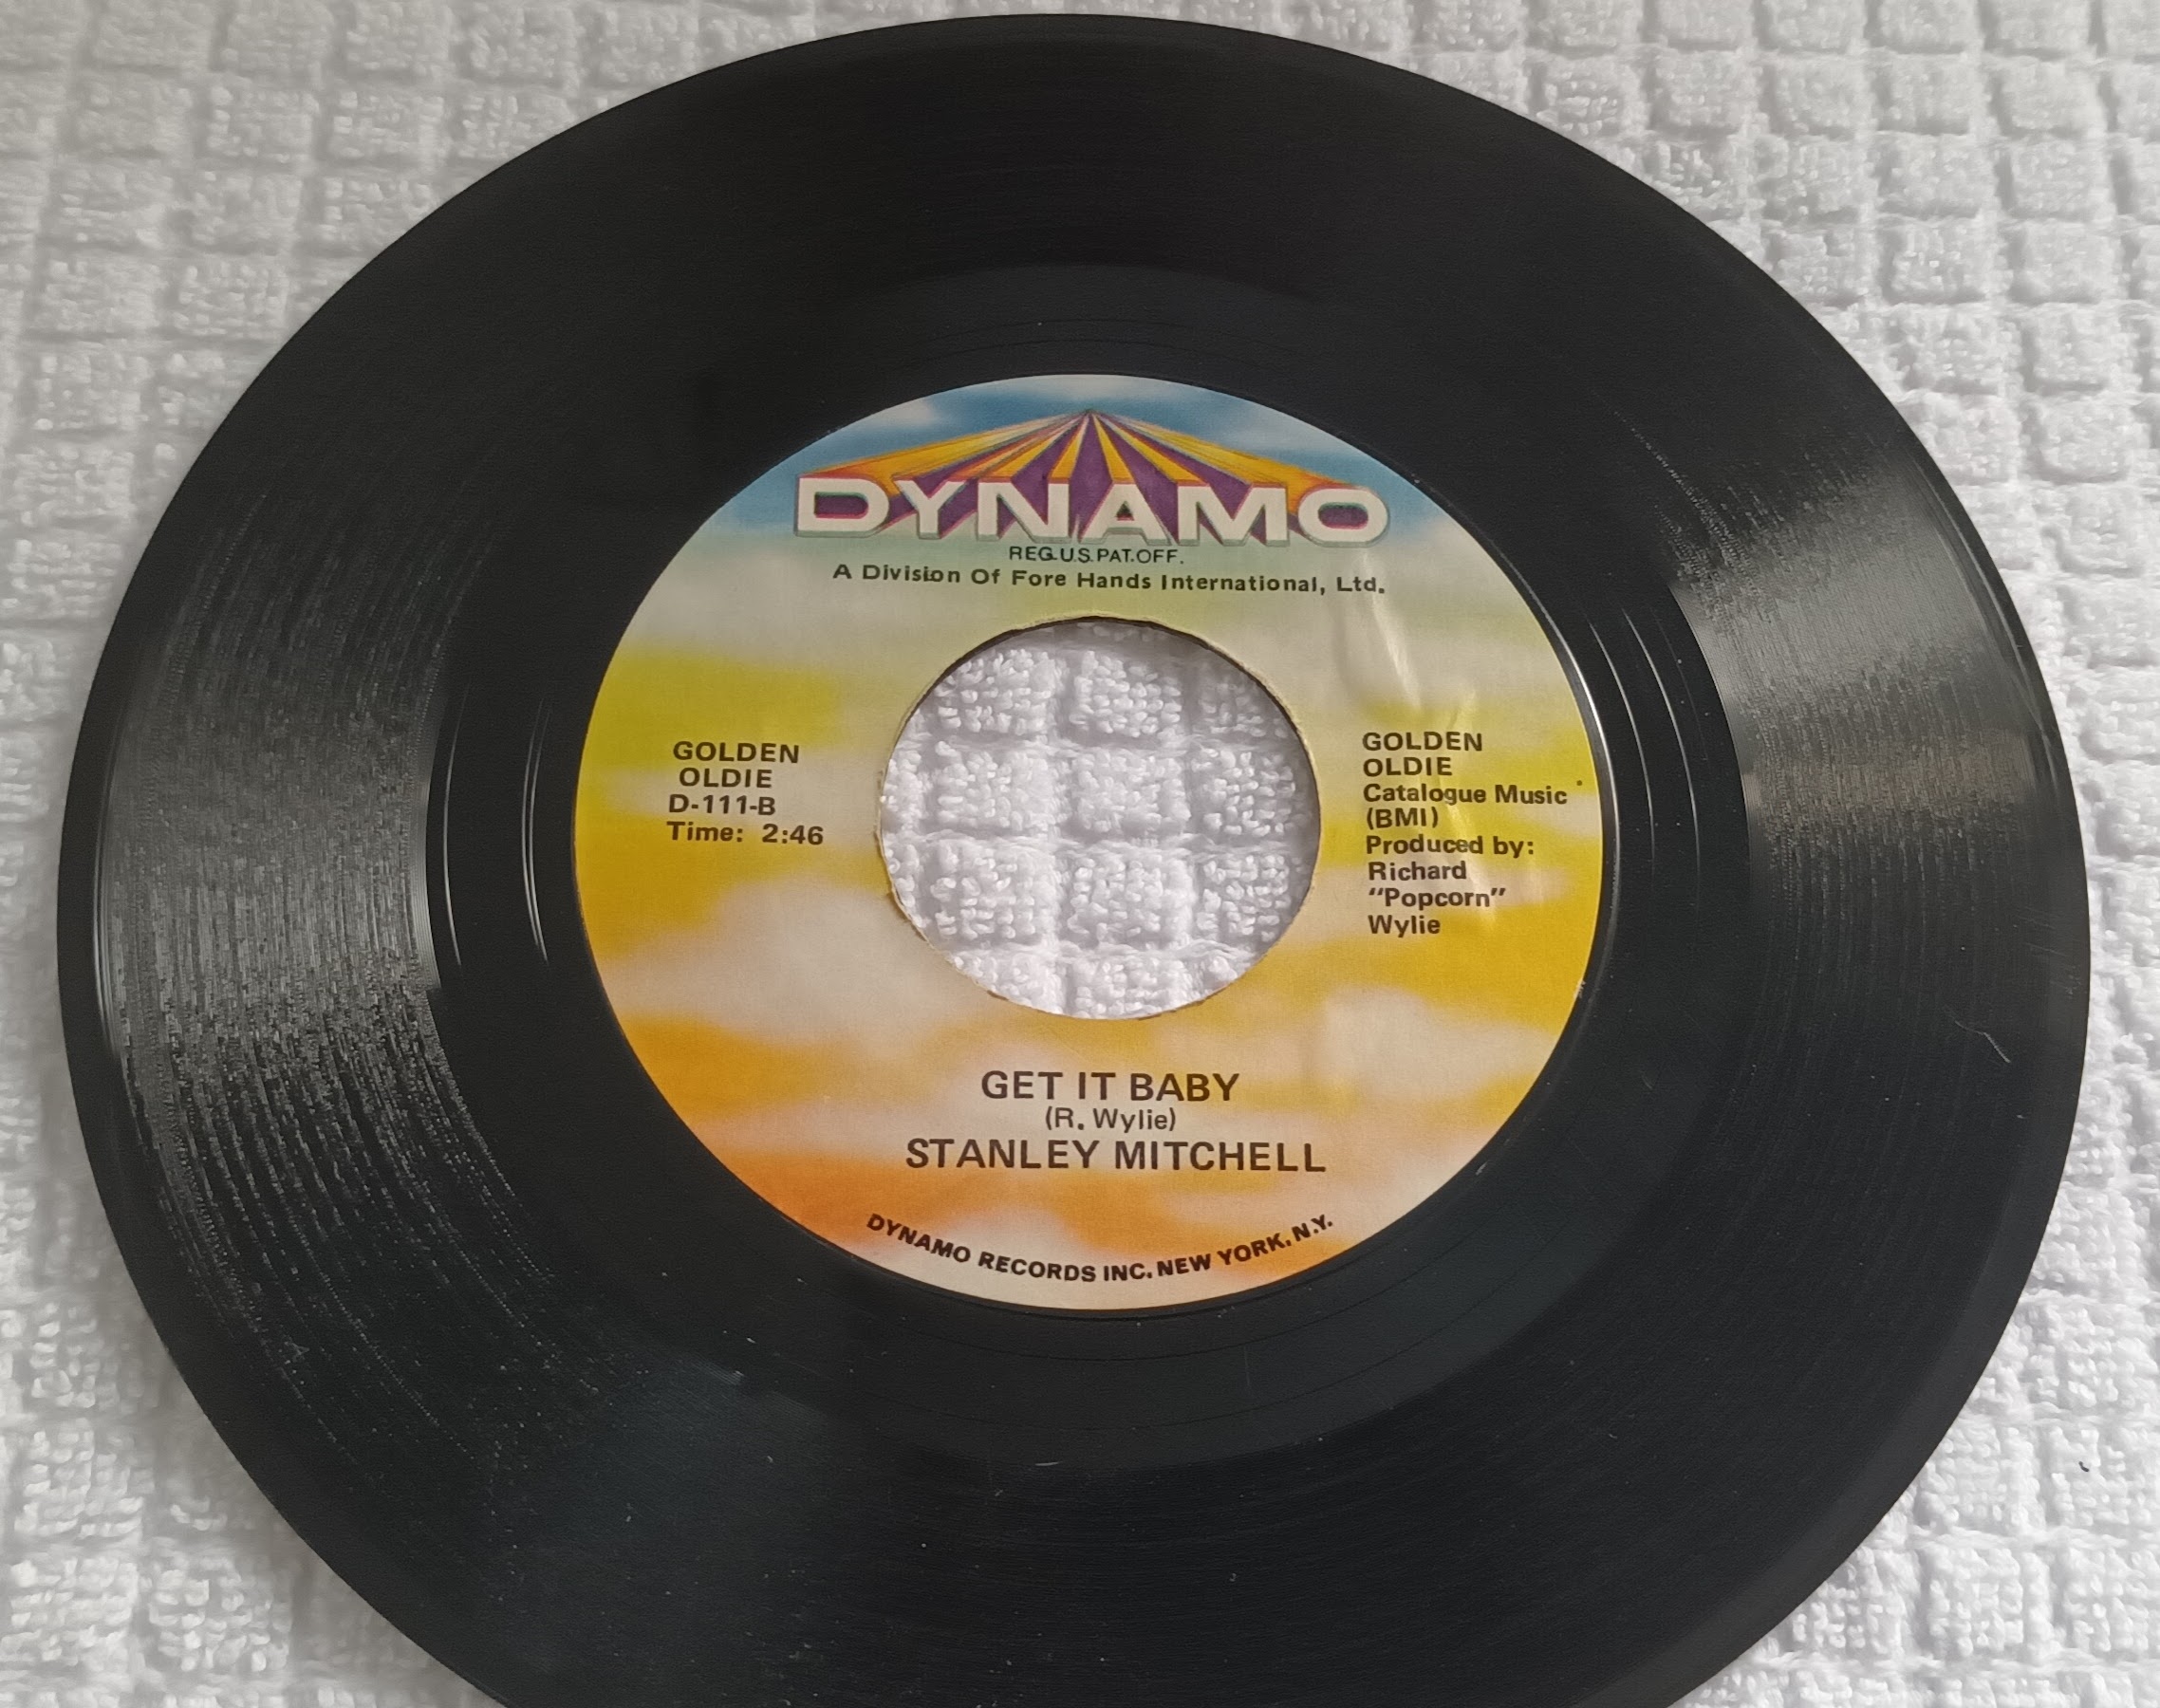 DYNAMO
REG.U.S.PAT.OFF.
A Division Of Fore Hands International, Ltd.
GOLDEN
OLDIE
D-111-B
Time: 2:46
GOLDEN
OLDIE
Catalogue Music
(BMI)
Produced by:
Richard
"Popcorn"
Wylie
GET IT BABY
(R. Wylie)
STANLEY MITCHELL
DYNAMO RECORDS INC. NEW YORK, N.Y.